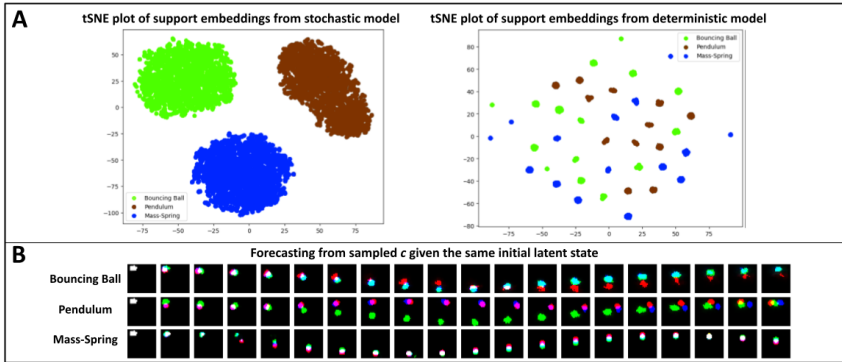 A
tSNE plot of support embeddings from stochastic model
75
50
25
0
-25
-50
-75
-100
-75
-50
-25
0
25
50
75
Bouncing Ball
Pendulum
Mass-Spring
tSNE plot of support embeddings from deterministic model
80
60
40
20
0
-20
-40
-60
-80
-75
-50
-25
0
25
50
75
Bouncing Ball
Pendulum
Mass-Spring
B
Forecasting from sampled c given the same initial latent state
Bouncing Ball
Pendulum
Mass-Spring